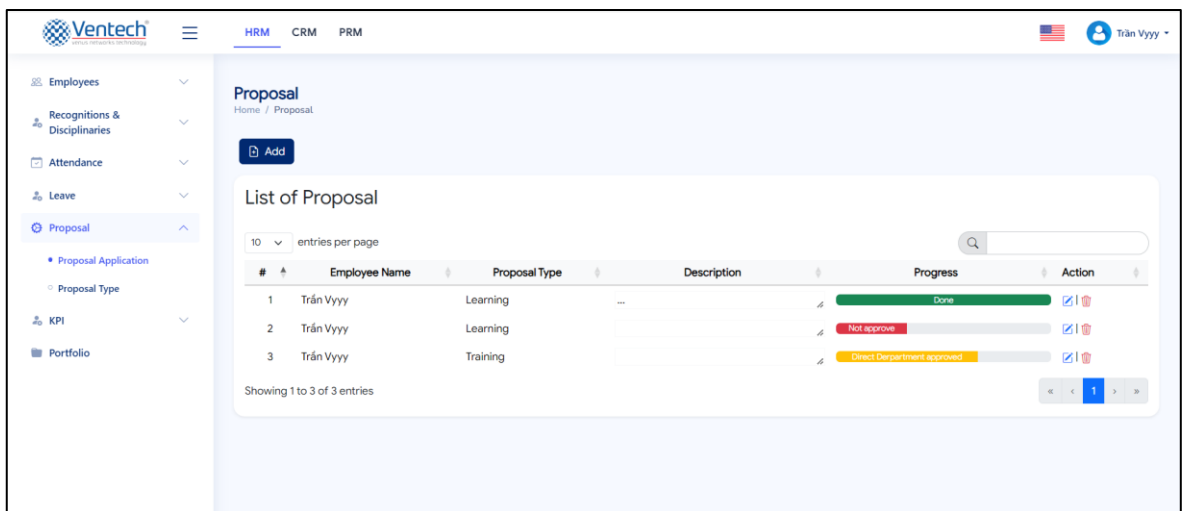 Ventech®
versus networks technology
HRM CRM PRM
Trần Vyyy
Employees
Recognitions &
Disciplinaries
Attendance
Leave
Proposal
Proposal Application
Proposal Type
KPI
Portfolio
Proposal
Home / Proposal
Add
List of Proposal
10 entries per page
# Employee Name Proposal Type Description Progress Action
1 Trần Vyyy Learning ... Done |
2 Trần Vyyy Learning Not approve |
3 Trần Vyyy Training Direct Derpartment approved |
Showing 1 to 3 of 3 entries
« ‹ 1 › »